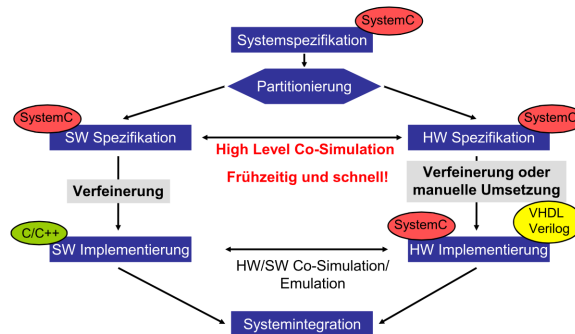 SystemC
Systemspezifikation
Partitionierung
SystemC
SW Spezifikation
SystemC
HW Spezifikation
High Level Co-Simulation
Frühzeitig und schnell!
Verfeinerung
Verfeinerung oder
manuelle Umsetzung
C/C++
SW Implementierung
SystemC
VHDL
Verilog
HW Implementierung
HW/SW Co-Simulation/
Emulation
Systemintegration